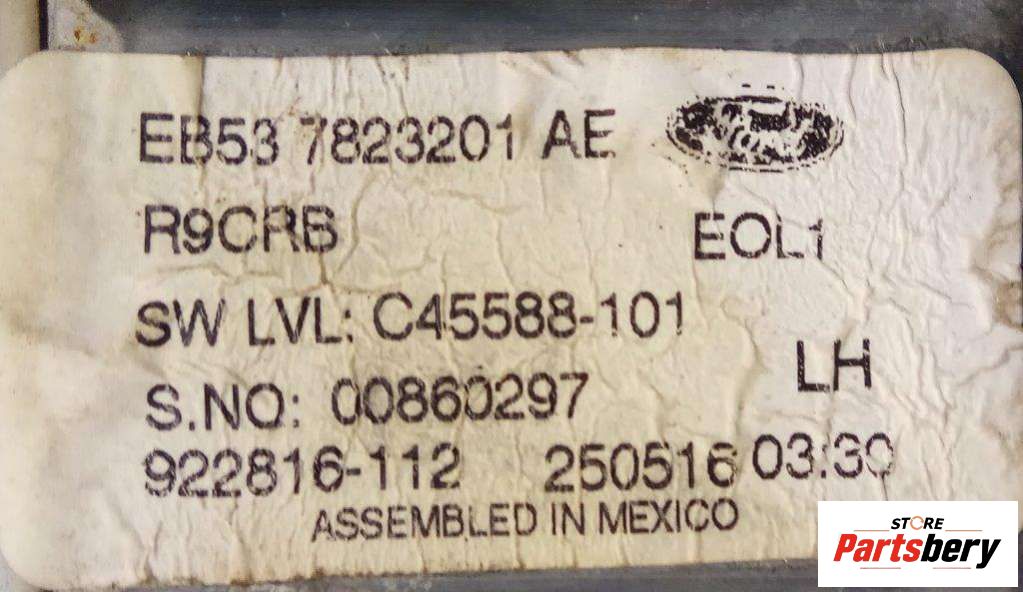 EB53 7823201 AE
R9CRB EOL1
SW LVL: C45588-101
LH
S.NO: 00860297
922816-112 250516 03:30
ASSEMBLED IN MEXICO
STORE
Partsbery